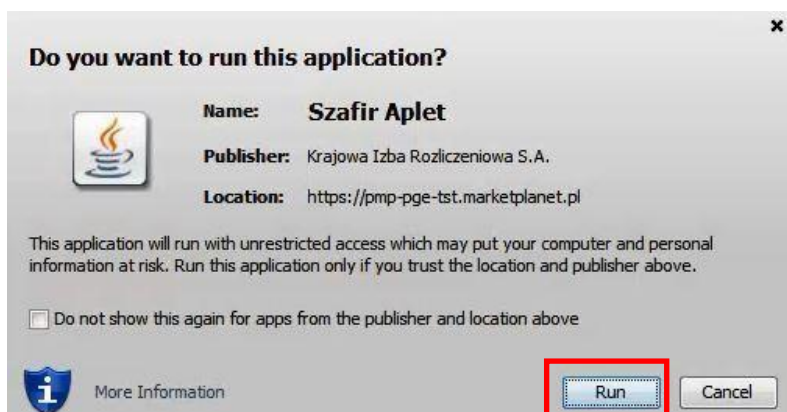 Do you want to run this application?
Name: Szafir Aplet
Publisher: Krajowa Izba Rozliczeniowa S.A.
Location: https://pmp-pge-tst.marketplanet.pl
This application will run with unrestricted access which may put your computer and personal
information at risk. Run this application only if you trust the location and publisher above.
Do not show this again for apps from the publisher and location above
More Information Run Cancel